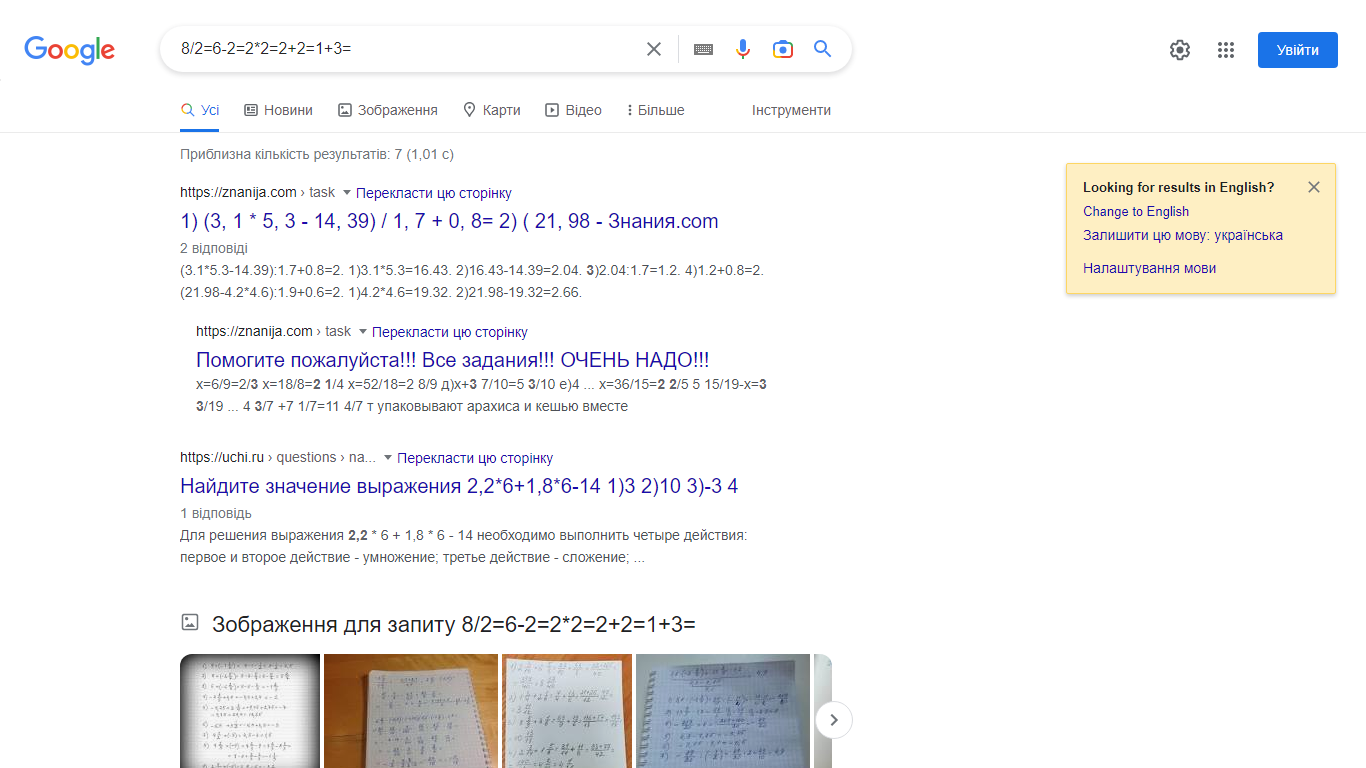 Google
8/2=6-2=2*2=2+2=1+3=
Увійти
Усі
Новини
Зображення
Карти
Відео
Більше
Інструменти
Приблизна кількість результатів: 7 (1,01 с)
https://znanija.com › task Перекласти цю сторінку
1) (3, 1 * 5, 3 - 14, 39) / 1, 7 + 0, 8= 2) ( 21, 98 - Знания.com
2 відповіді
(3.1*5.3-14.39):1.7+0.8=2. 1)3.1*5.3=16.43. 2)16.43-14.39=2.04. 3)2.04:1.7=1.2. 4)1.2+0.8=2.
(21.98-4.2*4.6):1.9+0.6=2. 1)4.2*4.6=19.32. 2)21.98-19.32=2.66.
https://znanija.com › task Перекласти цю сторінку
Помогите пожалуйста!!! Все задания!!! ОЧЕНЬ НАДО!!!
x=6/9=2/3 x=18/8=2 1/4 x=52/18=2 8/9 д)x+3 7/10=5 3/10 e)4 ... x=36/15=2 2/5 5 15/19-x=3
3/19 ... 4 3/7 +7 1/7=11 4/7 т упаковывают арахиса и кешью вместе
https://uchi.ru › questions › na... Перекласти цю сторінку
Найдите значение выражения 2,2*6+1,8*6-14 1)3 2)10 3)-3 4
1 відповідь
Для решения выражения 2,2 * 6 + 1,8 * 6 - 14 необходимо выполнить четыре действия:
первое и второе действие - умножение; третье действие - сложение; ...
Зображення для запиту 8/2=6-2=2*2=2+2=1+3=
Looking for results in English?
Change to English
Залишити цю мову: українська
Налаштування мови